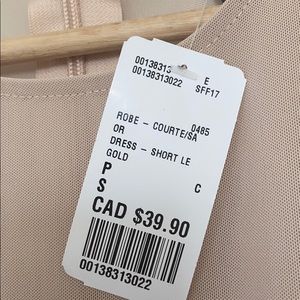 00138313 E
00138313022 SFF17
ROBE - COURTE/SA 0485
OR
DRESS - SHORT LE
GOLD
P
S C
CAD $39.90
00138313022